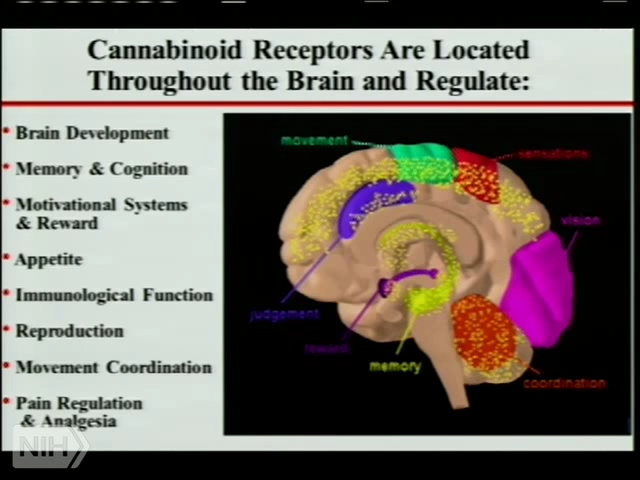 Cannabinoid Receptors Are Located
Throughout the Brain and Regulate:
• Brain Development
• Memory & Cognition
• Motivational Systems
& Reward
• Appetite
• Immunological Function
• Reproduction
• Movement Coordination
• Pain Regulation
& Analgesia
movement
sensations
vision
judgement
reward
memory
coordination
NIH